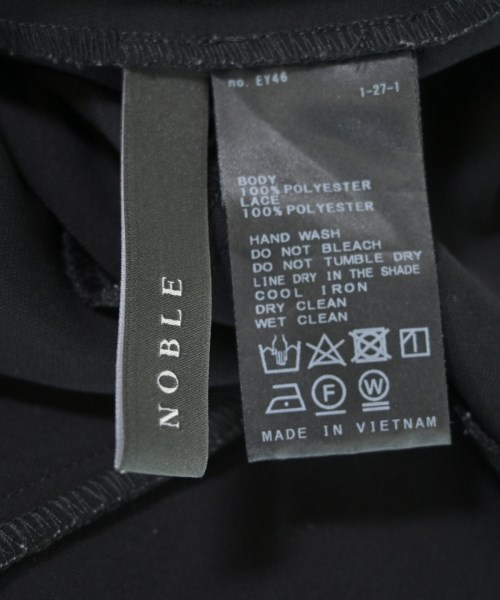 NOBLE
no. EY46
1-27-1
BODY
100% POLYESTER
LACE
100% POLYESTER
HAND WASH
DO NOT BLEACH
DO NOT TUMBLE DRY
LINE DRY IN THE SHADE
COOL IRON
DRY CLEAN
WET CLEAN
F
W
MADE IN VIETNAM